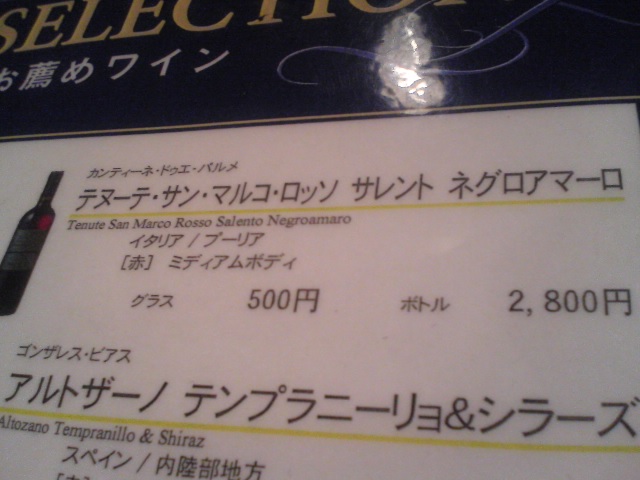 SELECTION
お薦めワイン
カンティーネ・ドゥエ・パルメ
テヌーテ・サン・マルコ・ロッソ サレント ネグロアマーロ
Tenute San Marco Rosso Salento Negroamaro
イタリア / プーリア
[赤] ミディアムボディ
グラス 500円 ボトル 2,800円
ゴンザレス・ビアス
アルトザーノ テンプラニーリョ&シラーズ
Altozano Tempranillo & Shiraz
スペイン / 内陸部地方